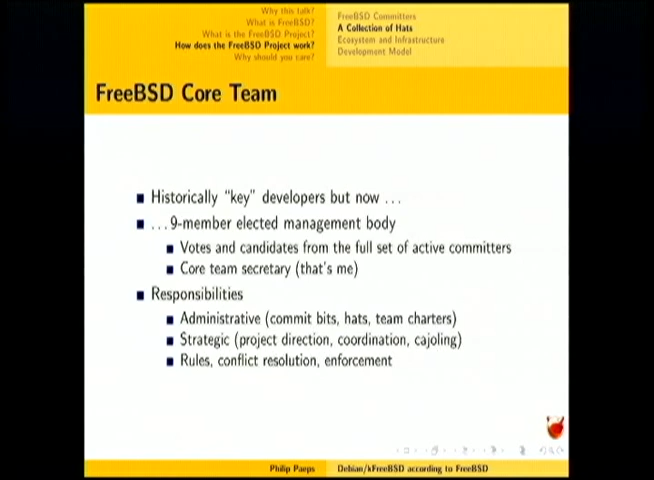 Why this talk?
What is FreeBSD?
What is the FreeBSD Project?
How does the FreeBSD Project work?
Why should you care?
FreeBSD Committers
A Collection of Hats
Ecosystem and Infrastructure
Development Model
FreeBSD Core Team
Historically “key” developers but now ...
...9-member elected management body
Votes and candidates from the full set of active committers
Core team secretary (that's me)
Responsibilities
Administrative (commit bits, hats, team charters)
Strategic (project direction, coordination, cajoling)
Rules, conflict resolution, enforcement
Philip Paeps
Debian/kFreeBSD according to FreeBSD